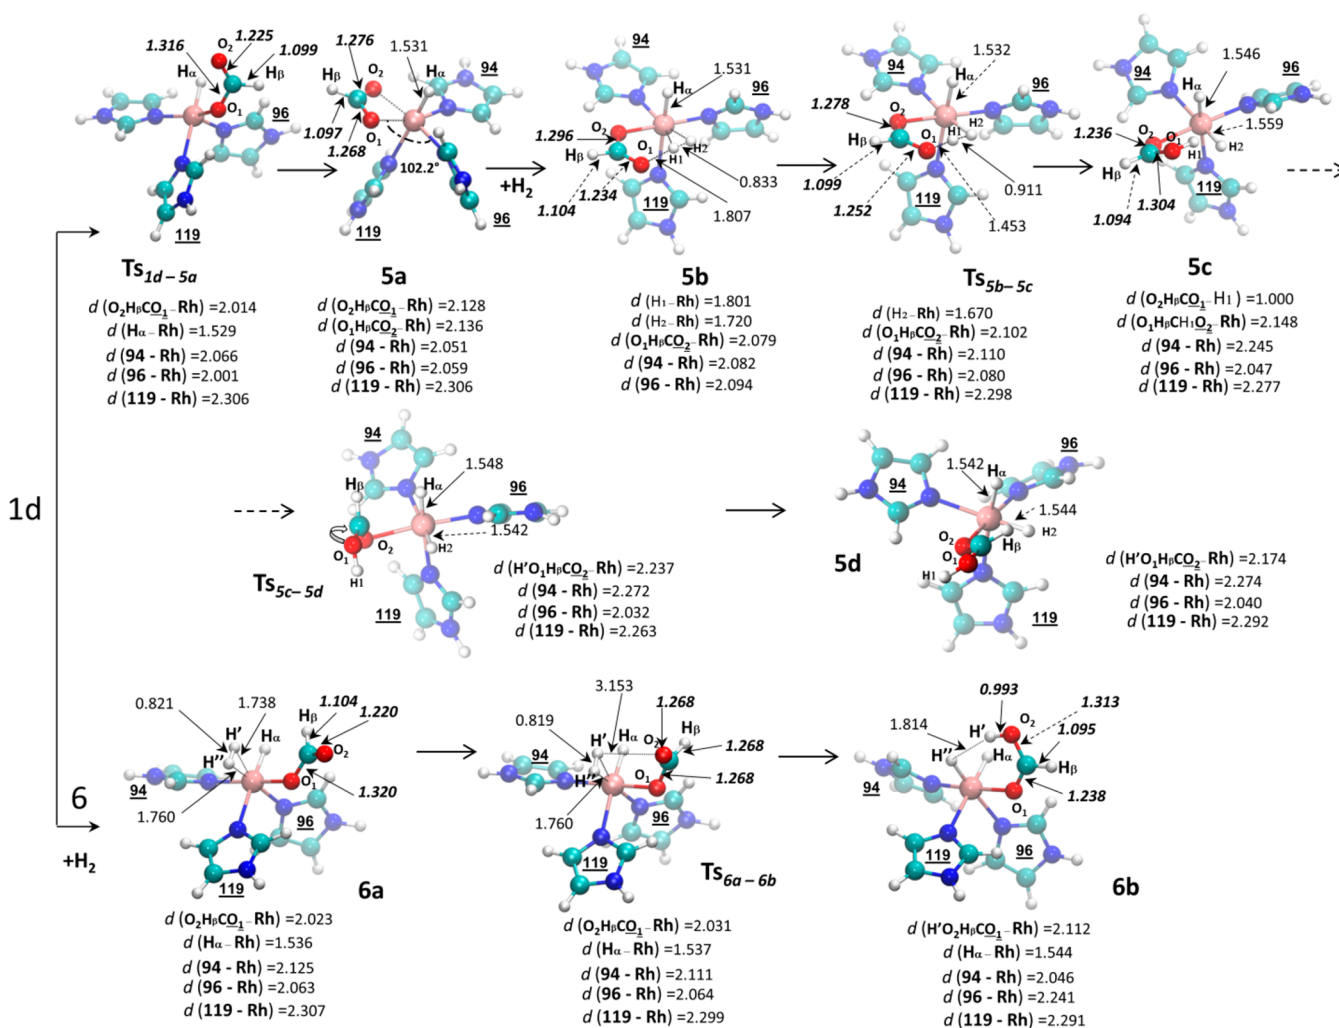 1d
6
+H₂
1.316
O₂
1.225
1.099
Hα
Hβ
O₁
96
119
Ts1d – 5a
d (O₂HβCO₁ – Rh) =2.014
d (Hα – Rh) =1.529
d (94 - Rh) =2.066
d (96 - Rh) =2.001
d (119 - Rh) =2.306
1.276
1.531
Hβ
O₂
Hα
94
1.097
1.268
O₁
102.2°
119
96
5a
d (O₂HβCO₁ – Rh) =2.128
d (O₁HβCO₂ – Rh) =2.136
d (94 - Rh) =2.051
d (96 - Rh) =2.059
d (119 - Rh) =2.306
+H₂
94
1.531
Hα
96
O₂
1.296
Hβ
O₁
H1
H2
1.104
1.234
0.833
119
1.807
5b
d (H1 – Rh) =1.801
d (H2 – Rh) =1.720
d (O₁HβCO₂ – Rh) =2.079
d (94 - Rh) =2.082
d (96 - Rh) =2.094
1.532
94
Hα
96
1.278
O₂
Hβ
O₁
H1
H2
1.099
0.911
1.252
119
1.453
Ts5b – 5c
d (H2 – Rh) =1.670
d (O₁HβCO₂ – Rh) =2.102
d (94 - Rh) =2.110
d (96 - Rh) =2.080
d (119 - Rh) =2.298
1.546
94
Hα
96
1.236
O₂
O₁
1.559
H1
H2
Hβ
1.094
1.304
119
5c
d (O₂HβCO₁ – H1) =1.000
d (O₁HβCH1O₂ – Rh) =2.148
d (94 - Rh) =2.245
d (96 - Rh) =2.047
d (119 - Rh) =2.277
94
1.548
Hβ
Hα
96
1.542
O₁
O₂
H2
H1
119
Ts5c – 5d
d (H'O₁HβCO₂ – Rh) =2.237
d (94 - Rh) =2.272
d (96 - Rh) =2.032
d (119 - Rh) =2.263
1.542
Hα
96
94
1.544
H2
O₂
Hβ
O₁
H1
119
5d
d (H'O₁HβCO₂ – Rh) =2.174
d (94 - Rh) =2.274
d (96 - Rh) =2.040
d (119 - Rh) =2.292
0.821
1.738
1.104
Hβ
1.220
H'
Hα
O₂
H''
O₁
94
1.320
1.760
96
119
6a
d (O₂HβCO₁ – Rh) =2.023
d (Hα – Rh) =1.536
d (94 - Rh) =2.125
d (96 - Rh) =2.063
d (119 - Rh) =2.307
3.153
1.268
0.819
Hβ
H'
Hα
O₂
94
H''
O₁
1.268
1.268
1.760
96
119
Ts6a – 6b
d (O₂HβCO₁ – Rh) =2.031
d (Hα – Rh) =1.537
d (94 - Rh) =2.111
d (96 - Rh) =2.064
d (119 - Rh) =2.299
0.993
1.313
1.814
H'
O₂
1.095
H''
Hα
Hβ
94
1.238
O₁
119
96
6b
d (H'O₂HβCO₁ – Rh) =2.112
d (Hα – Rh) =1.544
d (94 - Rh) =2.046
d (96 - Rh) =2.241
d (119 - Rh) =2.291